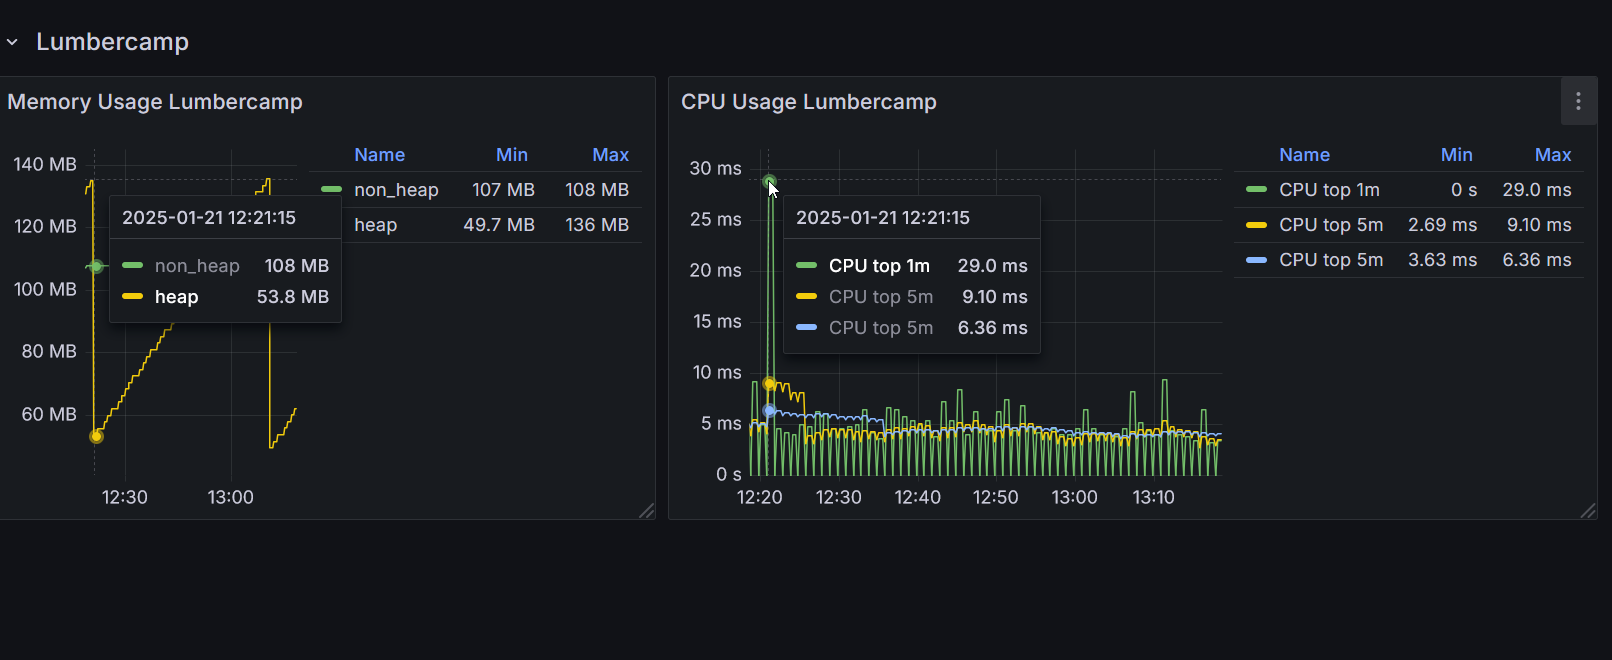 Lumbercamp
Memory Usage Lumbercamp
140 MB
120 MB
100 MB
80 MB
60 MB
12:30 13:00
Name Min Max
non_heap 107 MB 108 MB
heap 49.7 MB 136 MB
2025-01-21 12:21:15
non_heap 108 MB
heap 53.8 MB
CPU Usage Lumbercamp
30 ms
25 ms
20 ms
15 ms
10 ms
5 ms
0 s
12:20 12:30 12:40 12:50 13:00 13:10
2025-01-21 12:21:15
CPU top 1m 29.0 ms
CPU top 5m 9.10 ms
CPU top 5m 6.36 ms
Name Min Max
CPU top 1m 0 s 29.0 ms
CPU top 5m 2.69 ms 9.10 ms
CPU top 5m 3.63 ms 6.36 ms